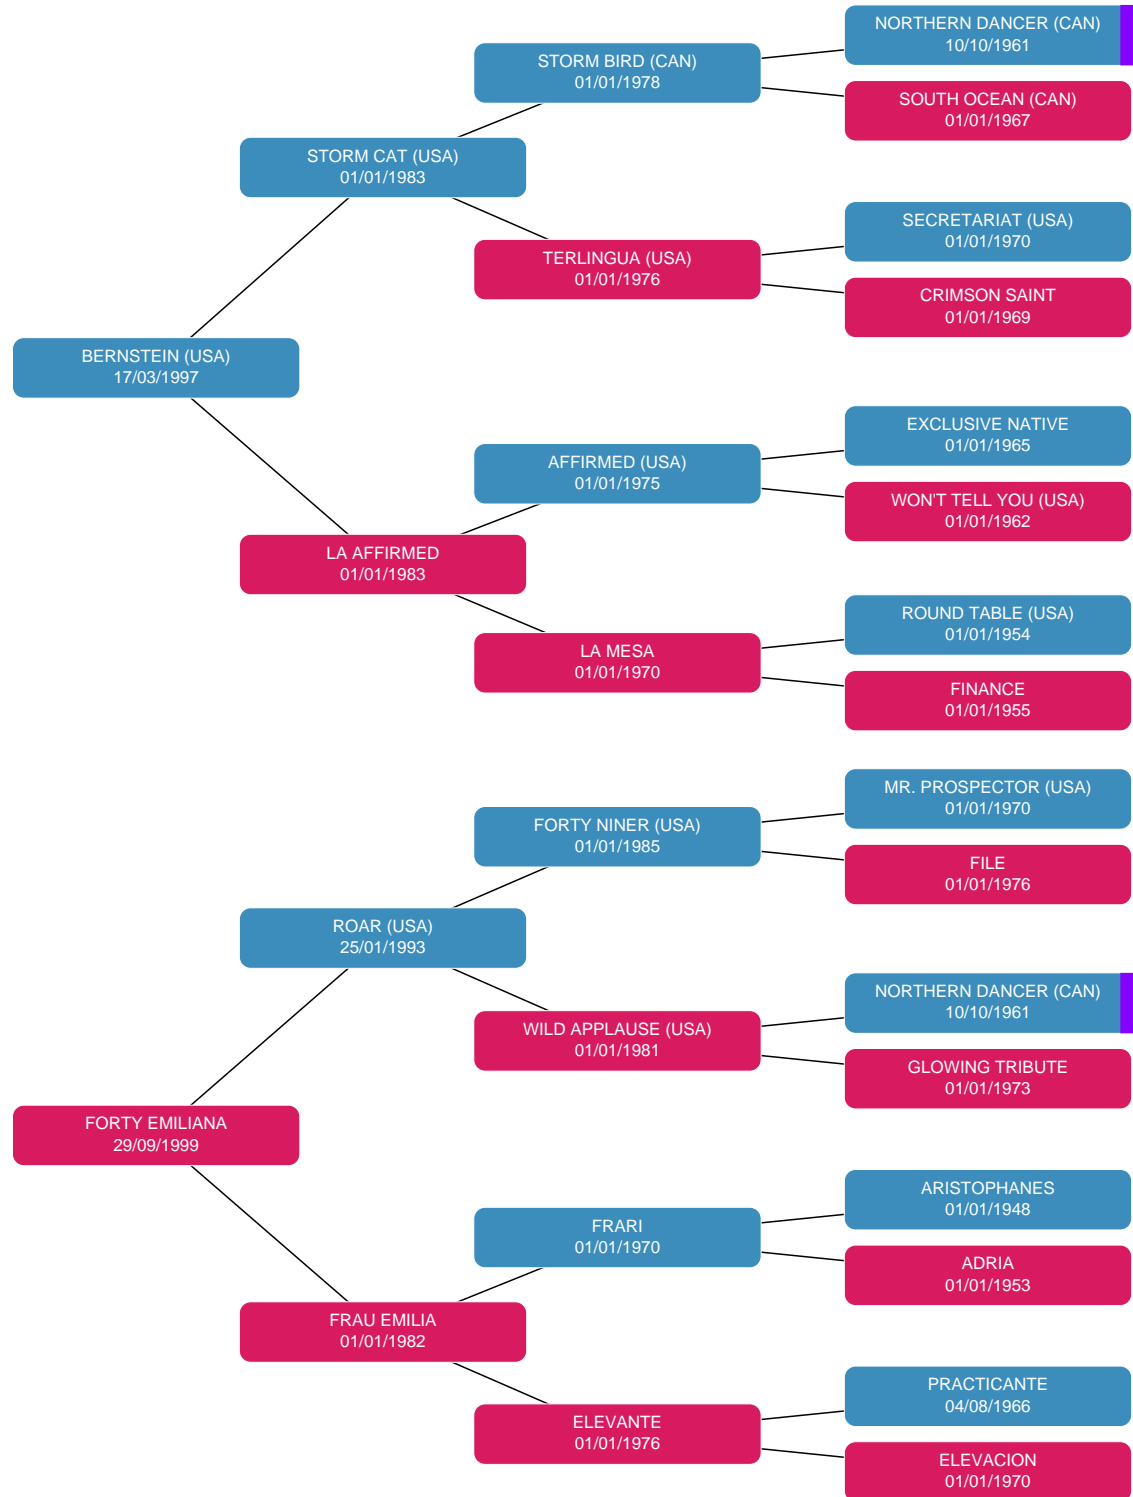 NORTHERN DANCER (CAN)
10/10/1961
STORM BIRD (CAN)
01/01/1978
SOUTH OCEAN (CAN)
01/01/1967
STORM CAT (USA)
01/01/1983
SECRETARIAT (USA)
01/01/1970
TERLINGUA (USA)
01/01/1976
CRIMSON SAINT
01/01/1969
BERNSTEIN (USA)
17/03/1997
EXCLUSIVE NATIVE
01/01/1965
AFFIRMED (USA)
01/01/1975
WON'T TELL YOU (USA)
01/01/1962
LA AFFIRMED
01/01/1983
ROUND TABLE (USA)
01/01/1954
LA MESA
01/01/1970
FINANCE
01/01/1955
MR. PROSPECTOR (USA)
01/01/1970
FORTY NINER (USA)
01/01/1985
FILE
01/01/1976
ROAR (USA)
25/01/1993
NORTHERN DANCER (CAN)
10/10/1961
WILD APPLAUSE (USA)
01/01/1981
GLOWING TRIBUTE
01/01/1973
FORTY EMILIANA
29/09/1999
ARISTOPHANES
01/01/1948
FRARI
01/01/1970
ADRIA
01/01/1953
FRAU EMILIA
01/01/1982
PRACTICANTE
04/08/1966
ELEVANTE
01/01/1976
ELEVACION
01/01/1970